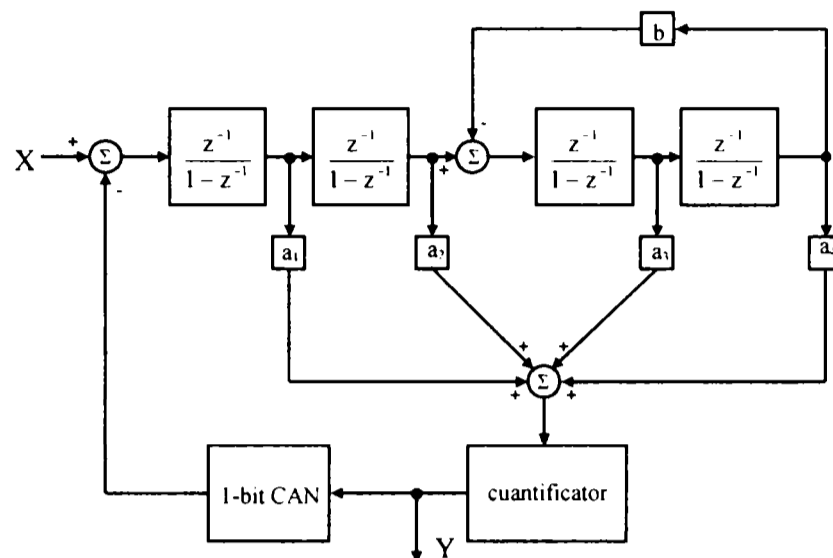 b
X
+
Σ
-
z⁻¹
1 − z⁻¹
z⁻¹
1 − z⁻¹
+
-
Σ
z⁻¹
1 − z⁻¹
z⁻¹
1 − z⁻¹
a₁
a₂
a₃
a
+
+
+
Σ
+
1-bit CAN
cuantificator
Y